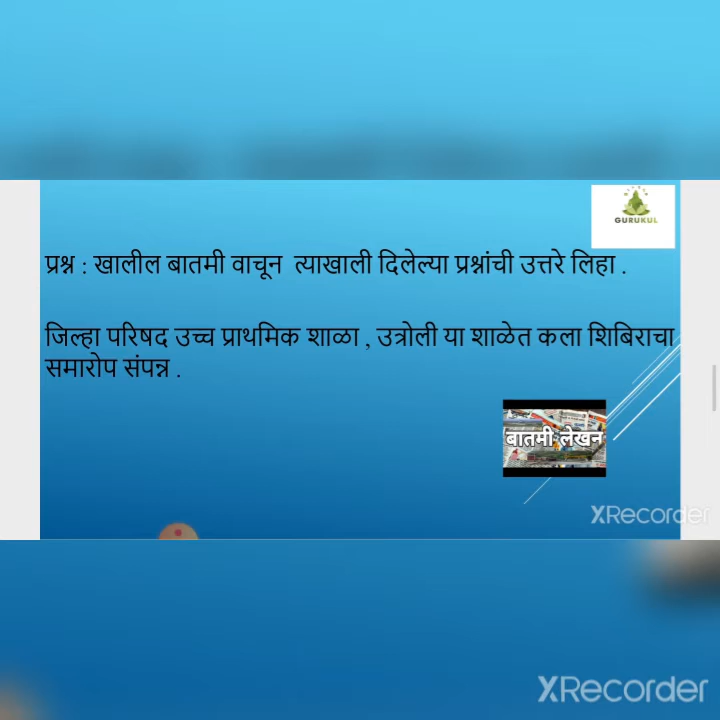 GURUKUL
प्रश्न : खालील बातमी वाचून त्याखाली दिलेल्या प्रश्नांची उत्तरे लिहा .
जिल्हा परिषद उच्च प्राथमिक शाळा , उत्रोली या शाळेत कला शिबिराचा
समारोप संपन्न .
बातमी लेखन
XRecorder
XRecorder